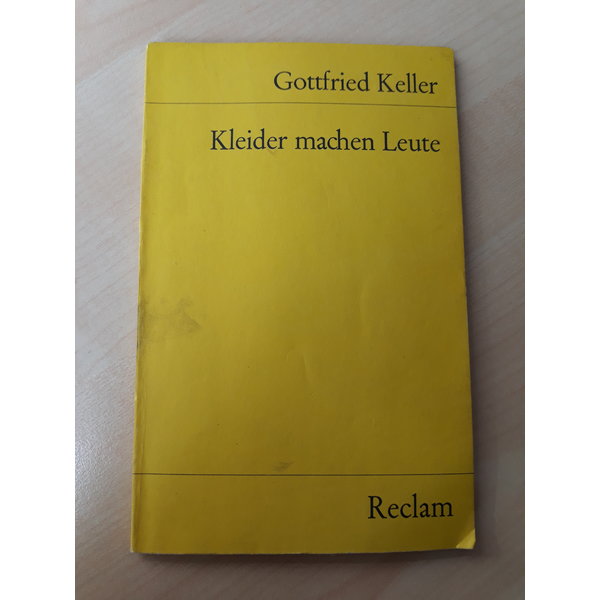 Gottfried Keller
Kleider machen Leute
Reclam